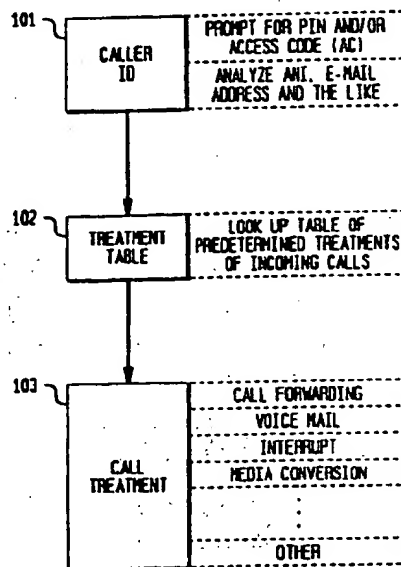 101
CALLER
ID
PROMPT FOR PIN AND/OR
ACCESS CODE (AC)
ANALYZE ANI, E-MAIL
ADDRESS AND THE LIKE
102
TREATMENT
TABLE
LOOK UP TABLE OF
PREDETERMINED TREATMENTS
OF INCOMING CALLS
103
CALL
TREATMENT
CALL FORWARDING
VOICE MAIL
INTERRUPT
MEDIA CONVERSION
OTHER